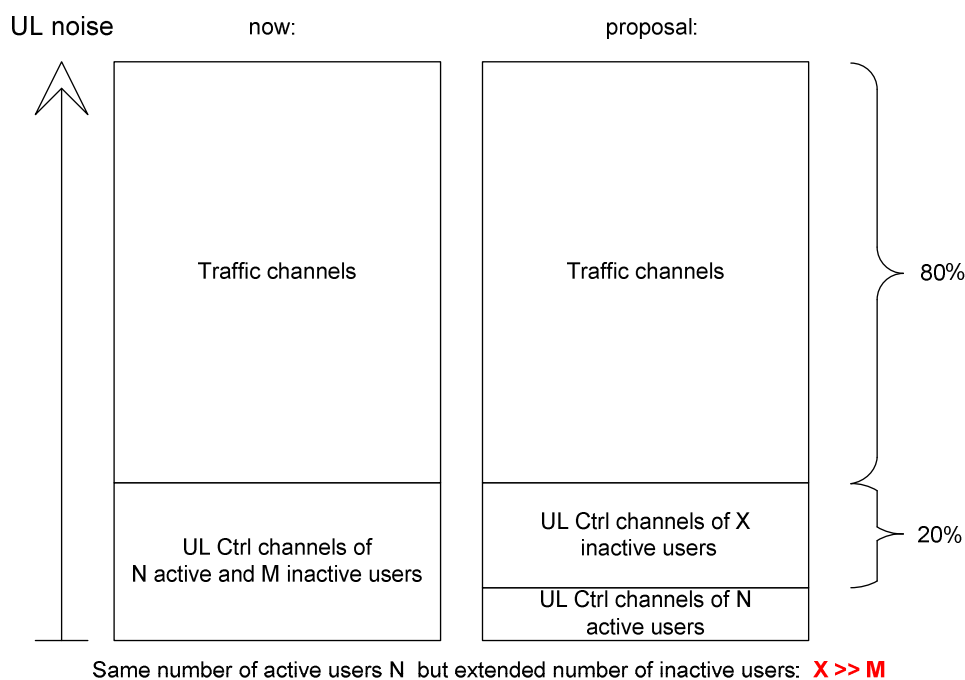 UL noise
now:
proposal:
Traffic channels
Traffic channels
80%
UL Ctrl channels of
N active and M inactive users
UL Ctrl channels of X
inactive users
20%
UL Ctrl channels of N
active users
Same number of active users N but extended number of inactive users: X >> M